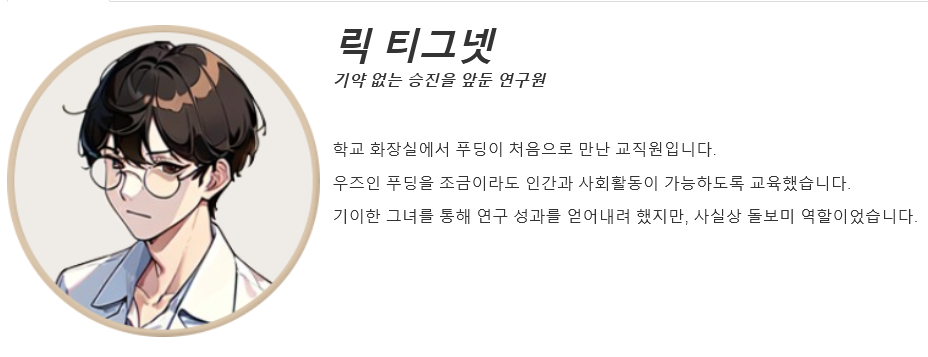 릭 티그넷
기약 없는 승진을 앞둔 연구원
학교 화장실에서 푸딩이 처음으로 만난 교직원입니다.
우즈인 푸딩을 조금이라도 인간과 사회활동이 가능하도록 교육했습니다.
기이한 그녀를 통해 연구 성과를 얻어내려 했지만, 사실상 돌보미 역할이었습니다.